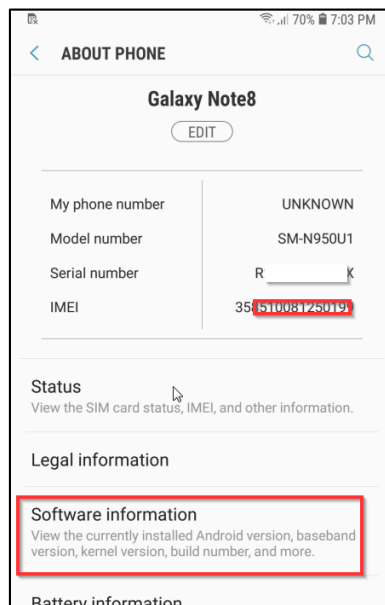 70% 7:03 PM
ABOUT PHONE
Galaxy Note8
EDIT
My phone number UNKNOWN
Model number SM-N950U1
Serial number R
IMEI 35
Status
View the SIM card status, IMEI, and other information.
Legal information
Software information
View the currently installed Android version, baseband
version, kernel version, build number, and more.
Battery information